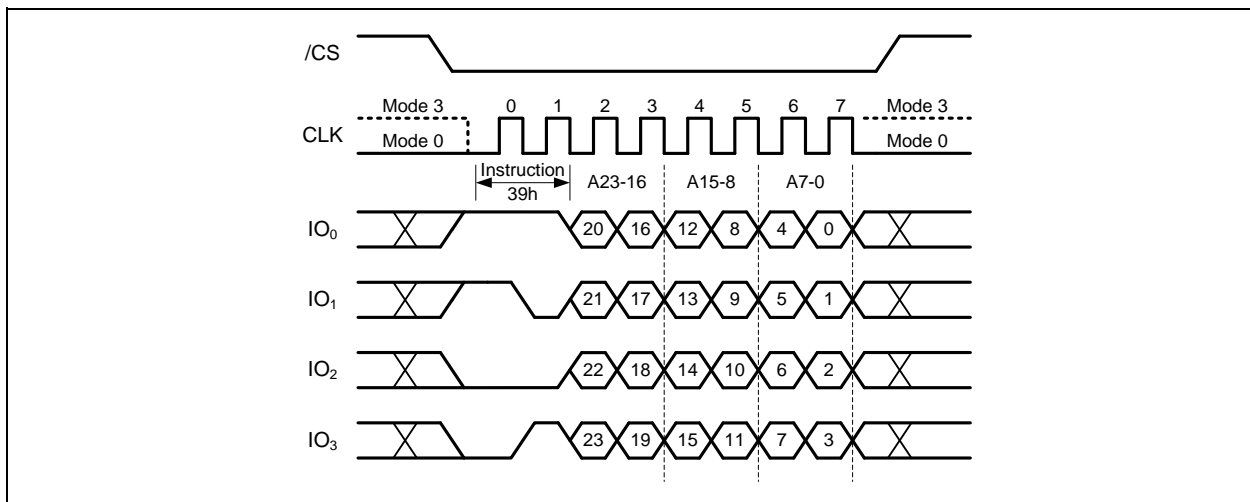 /CS
Mode 3 0 1 2 3 4 5 6 7 Mode 3
CLK
Mode 0 Mode 0
Instruction
39h
A23-16 A15-8 A7-0
IO0 20 16 12 8 4 0
IO1 21 17 13 9 5 1
IO2 22 18 14 10 6 2
IO3 23 19 15 11 7 3